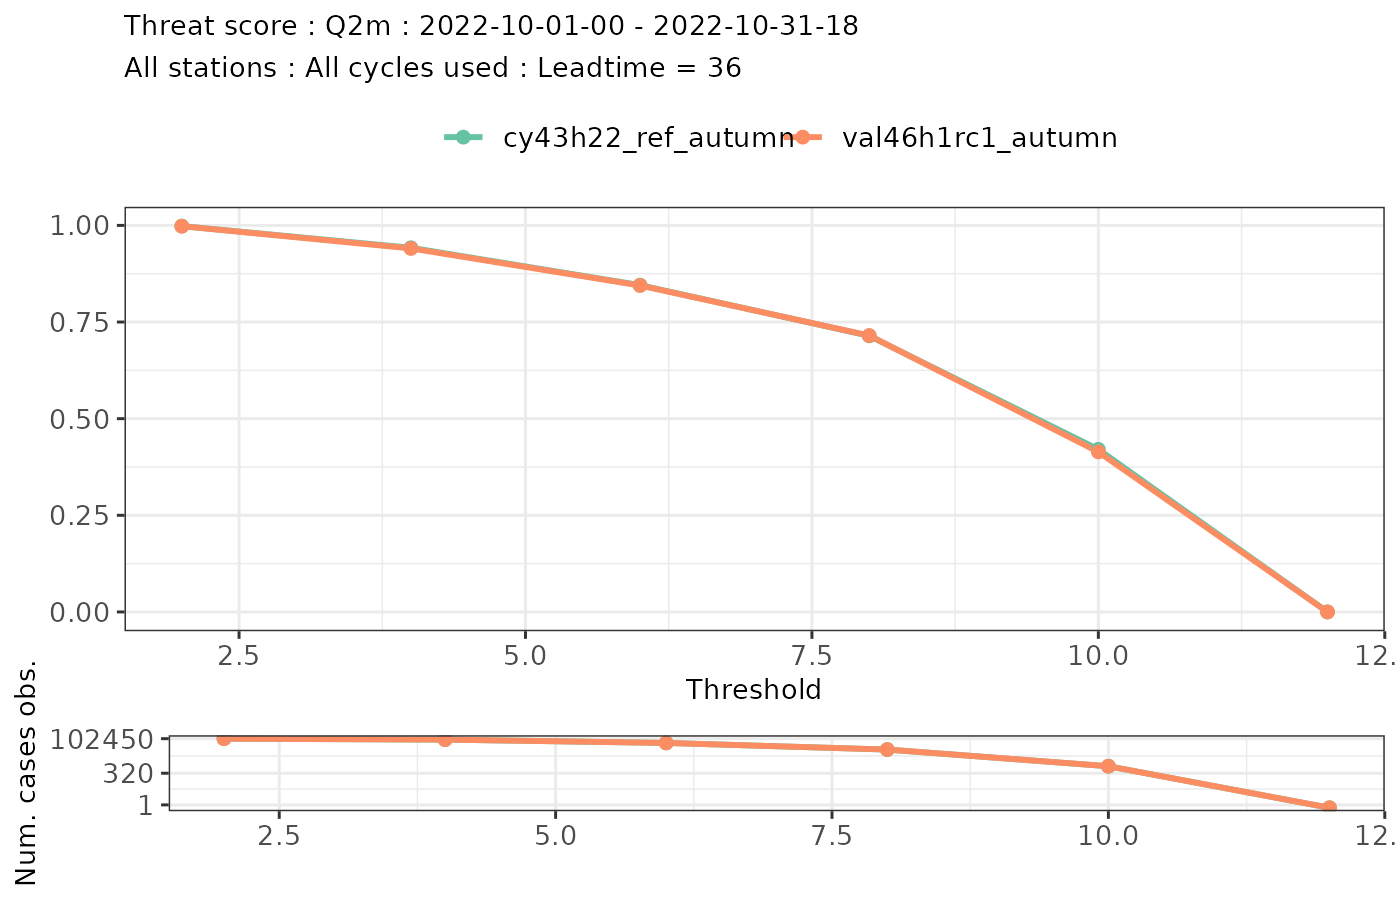 Threat score : Q2m : 2022-10-01-00 - 2022-10-31-18
All stations : All cycles used : Leadtime = 36
cy43h22_ref_autumn val46h1rc1_autumn
1.00
0.75
0.50
0.25
0.00
2.5 5.0 7.5 10.0 12.
Threshold
Num. cases obs.
102450
320
1
2.5 5.0 7.5 10.0 12.